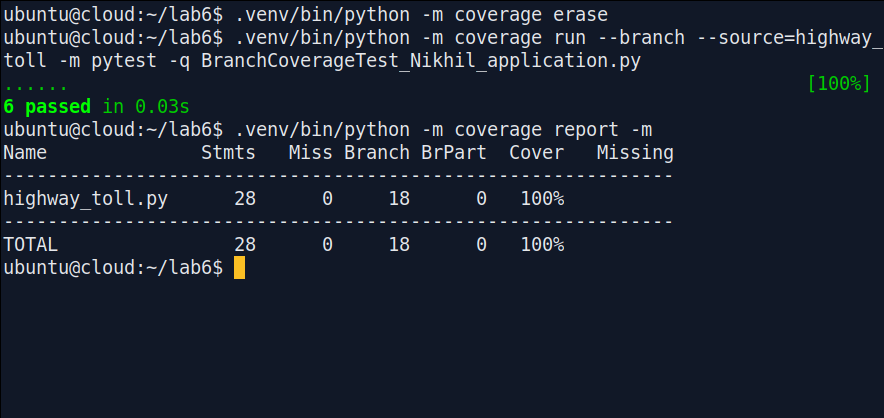 ubuntu@cloud:~/lab6$ .venv/bin/python -m coverage erase
ubuntu@cloud:~/lab6$ .venv/bin/python -m coverage run --branch --source=highway_
toll -m pytest -q BranchCoverageTest_Nikhil_application.py
...... [100%]
6 passed in 0.03s
ubuntu@cloud:~/lab6$ .venv/bin/python -m coverage report -m
Name              Stmts   Miss Branch BrPart  Cover   Missing
-------------------------------------------------------------
highway_toll.py      28      0     18      0   100%
-------------------------------------------------------------
TOTAL                28      0     18      0   100%
ubuntu@cloud:~/lab6$